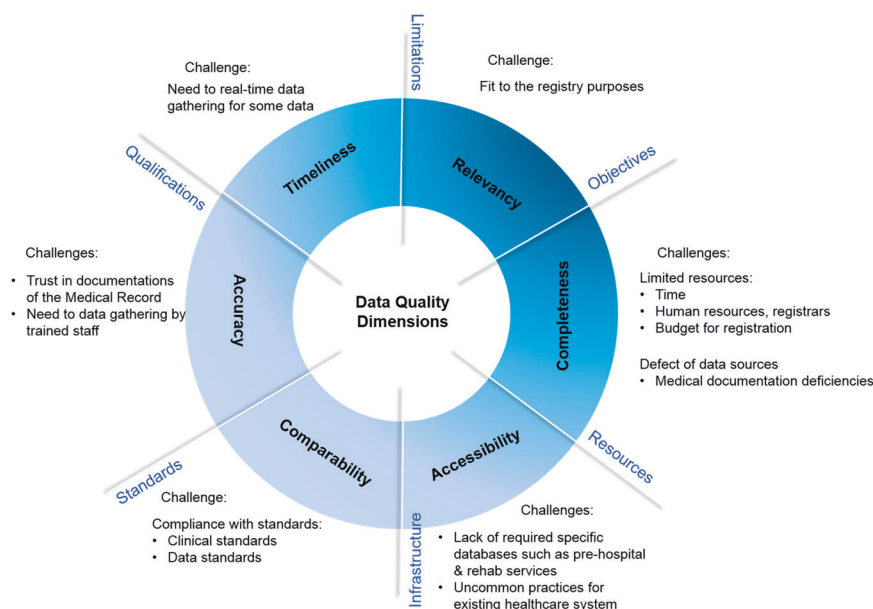 Limitations
Challenge:
Need to real-time data
gathering for some data
Challenge:
Fit to the registry purposes
Timeliness
Relevancy
Qualifications
Objectives
Challenges:
• Trust in documentations
of the Medical Record
• Need to data gathering by
trained staff
Accuracy
Data Quality
Dimensions
Completeness
Challenges:
Limited resources:
• Time
• Human resources, registrars
• Budget for registration
Defect of data sources
• Medical documentation deficiencies
Comparability
Accessibility
Standards
Resources
Infrastructure
Challenge:
Compliance with standards:
• Clinical standards
• Data standards
Challenges:
• Lack of required specific
databases such as pre-hospital
& rehab services
• Uncommon practices for
existing healthcare system